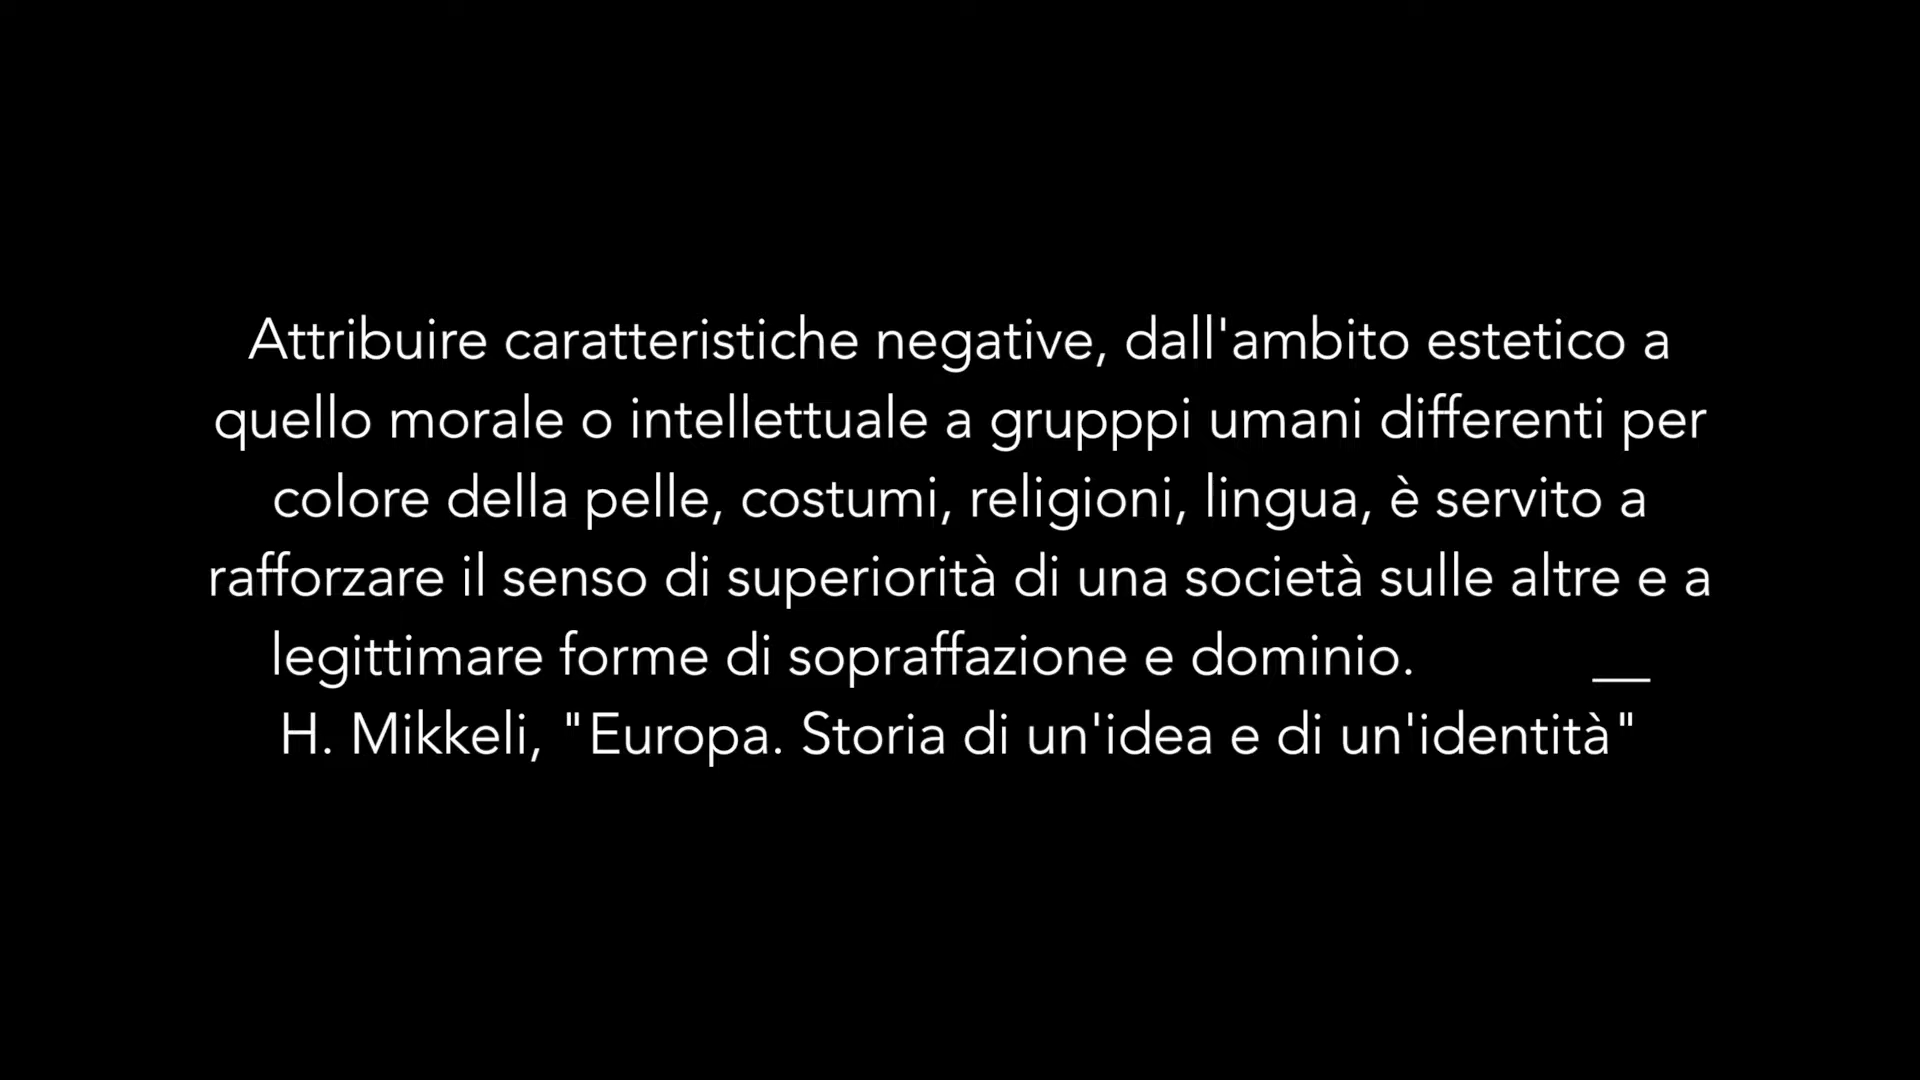 Attribuire caratteristiche negative, dall'ambito estetico a
quello morale o intellettuale a grupppi umani differenti per
colore della pelle, costumi, religioni, lingua, è servito a
rafforzare il senso di superiorità di una società sulle altre e a
legittimare forme di sopraffazione e dominio. __
H. Mikkeli, "Europa. Storia di un'idea e di un'identità"